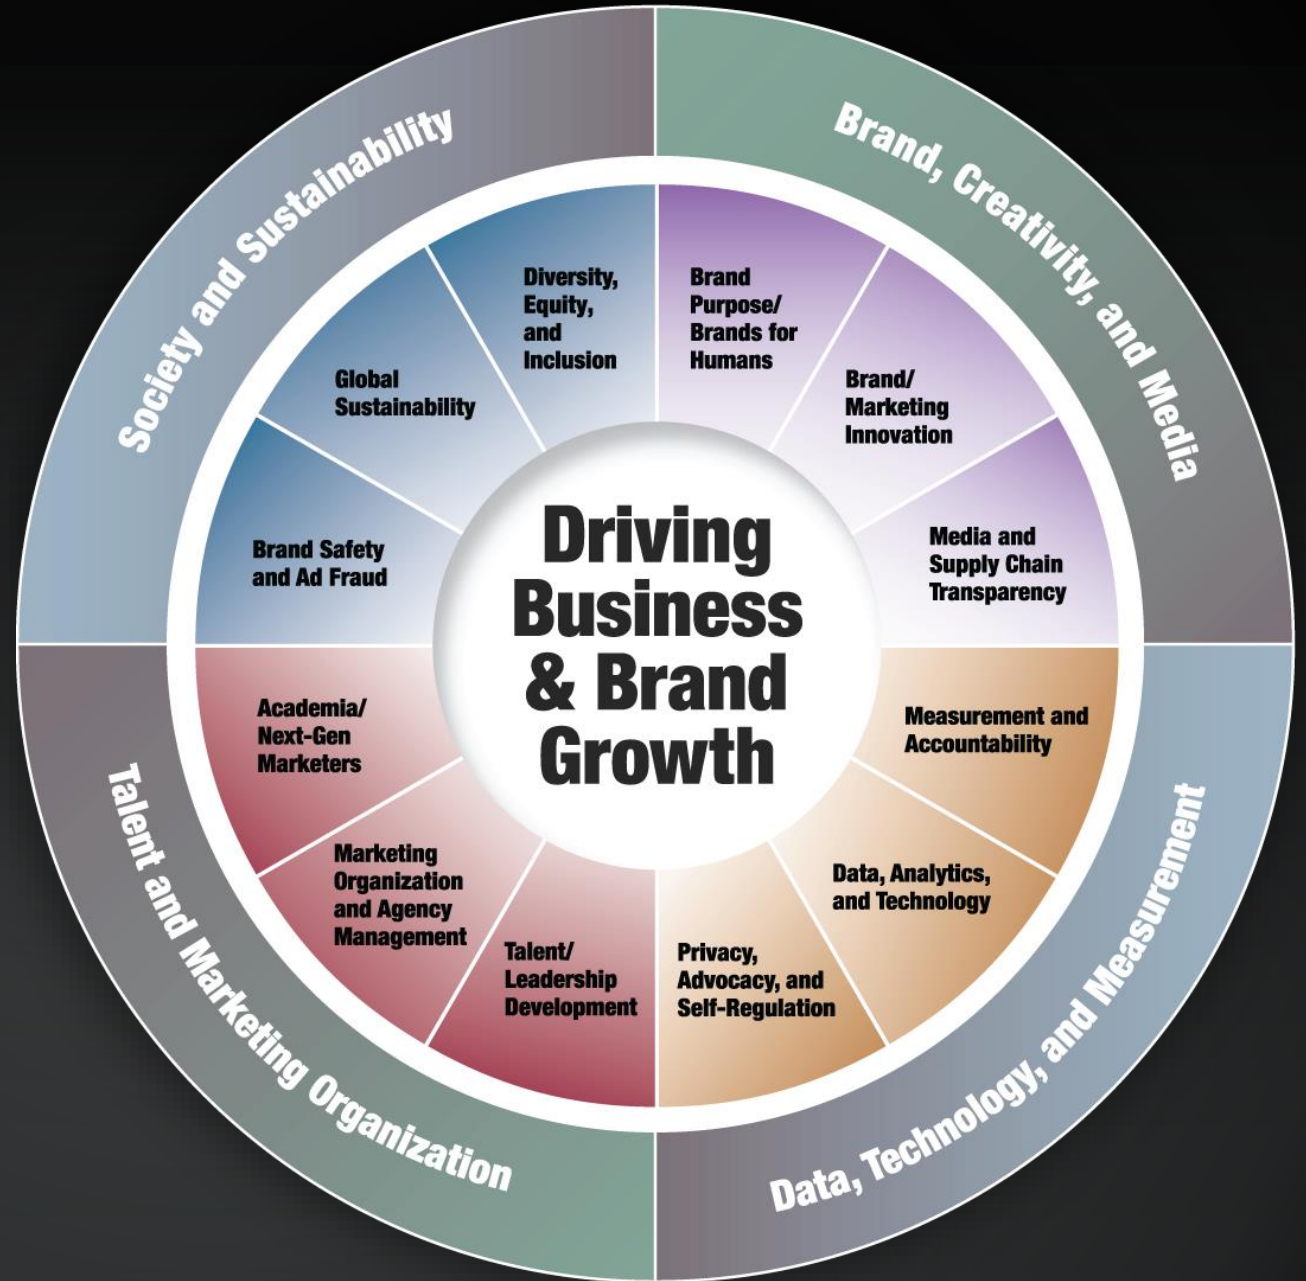 Society and Sustainability
Brand, Creativity, and Media
Diversity,
Equity,
and
Inclusion
Brand
Purpose/
Brands for
Humans
Global
Sustainability
Brand/
Marketing
Innovation
Brand Safety
and Ad Fraud
Media and
Supply Chain
Transparency
Driving
Business
& Brand
Growth
Academia/
Next-Gen
Marketers
Measurement and
Accountability
Marketing
Organization
and Agency
Management
Data, Analytics,
and Technology
Talent/
Leadership
Development
Privacy,
Advocacy, and
Self-Regulation
Talent and Marketing Organization
Data, Technology, and Measurement